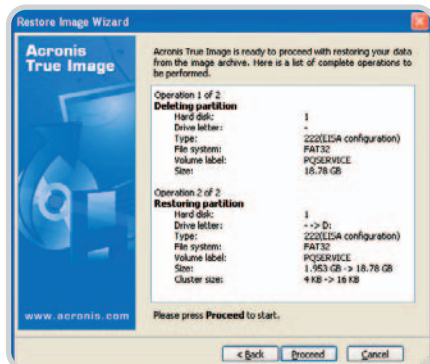 Restore Image Wizard
Acronis
True Image
Acronis True Image is ready to proceed with restoring your data
from the image archive. Here is a list of complete operations to
be performed.
Operation 1 of 2
Deleting partition
Hard disk: 1
Drive letter: -
Type: 222(EISA configuration)
File system: FAT32
Volume label: PQSERVICE
Size: 18.78 GB
Operation 2 of 2
Restoring partition
Hard disk: 1
Drive letter: - --> D:
Type: 222(EISA configuration)
File system: FAT32
Volume label: PQSERVICE
Size: 1.953 GB -> 18.78 GB
Cluster size: 4 KB -> 16 KB
www.acronis.com
Please press Proceed to start.
< Back Proceed Cancel